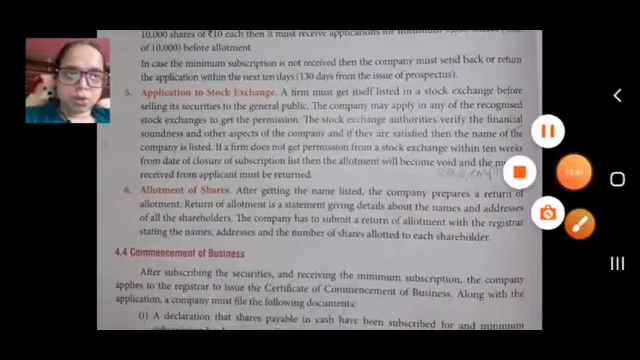 10,000 shares of ₹10 each then it must receive applications for minimum
of 10,000) before allotment.
In case the minimum subscription is not received then the company must send back or return
the application within the next ten days (130 days from the issue of prospectus).
5. Application to Stock Exchange. A firm must get itself listed in a stock exchange before
selling its securities to the general public. The company may apply in any of the recognised
stock exchanges to get the permission. The stock exchange authorities verify the financial
soundness and other aspects of the company and if they are satisfied then the name of the
company is listed. If a firm does not get permission from a stock exchange within ten weeks
from date of closure of subscription list then the allotment will become void and the
received from applicant must be returned.
6. Allotment of Shares. After getting the name listed, the company prepares a return of
allotment. Return of allotment is a statement giving details about the names and addresses
of all the shareholders. The company has to submit a return of allotment with the registrar
stating the names, addresses and the number of shares allotted to each shareholder.
4.4 Commencement of Business
After subscribing the securities, and receiving the minimum subscription, the company
applies to the registrar to issue the Certificate of Commencement of Business. Along with the
application, a company must file the following documents:
(i) A declaration that shares payable in cash have been subscribed for and minimum